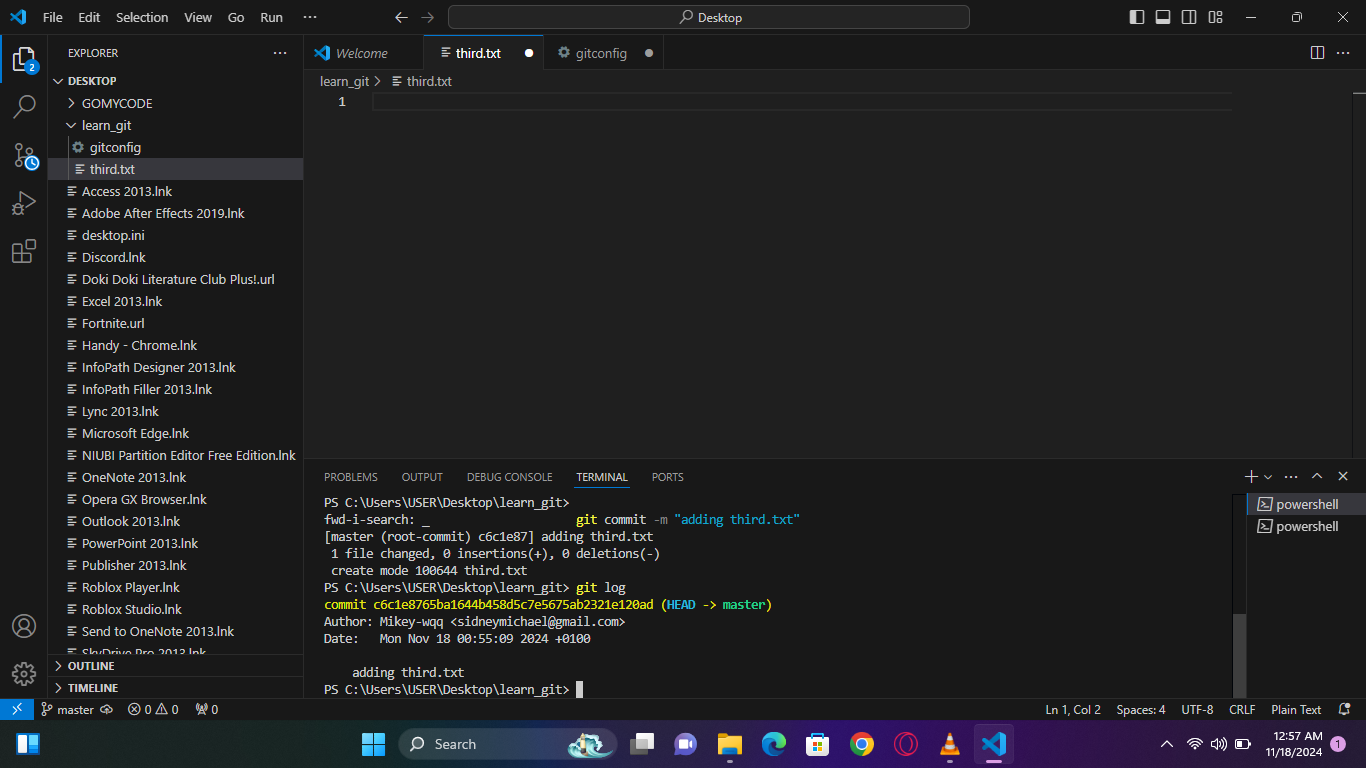 File Edit Selection View Go Run ··· Desktop
EXPLORER ···
2
DESKTOP
GOMYCODE
learn_git
gitconfig
third.txt
Access 2013.lnk
Adobe After Effects 2019.lnk
desktop.ini
Discord.lnk
Doki Doki Literature Club Plus!.url
Excel 2013.lnk
Fortnite.url
Handy - Chrome.lnk
InfoPath Designer 2013.lnk
InfoPath Filler 2013.lnk
Lync 2013.lnk
Microsoft Edge.lnk
NIUBI Partition Editor Free Edition.lnk
OneNote 2013.lnk
Opera GX Browser.lnk
Outlook 2013.lnk
PowerPoint 2013.lnk
Publisher 2013.lnk
Roblox Player.lnk
Roblox Studio.lnk
Send to OneNote 2013.lnk
SkyDrive Pro 2013.lnk
OUTLINE
TIMELINE
Welcome third.txt gitconfig ···
learn_git > third.txt
1
PROBLEMS OUTPUT DEBUG CONSOLE TERMINAL PORTS ···
PS C:\Users\USER\Desktop\learn_git>
fwd-i-search: _ git commit -m "adding third.txt"
[master (root-commit) c6c1e87] adding third.txt
1 file changed, 0 insertions(+), 0 deletions(-)
create mode 100644 third.txt
PS C:\Users\USER\Desktop\learn_git> git log
commit c6c1e8765ba1644b458d5c7e5675ab2321e120ad (HEAD -> master)
Author: Mikey-wqq <sidneymichael@gmail.com>
Date: Mon Nov 18 00:55:09 2024 +0100
adding third.txt
PS C:\Users\USER\Desktop\learn_git>
powershell
powershell
master 0 0 0 Ln 1, Col 2 Spaces: 4 UTF-8 CRLF Plain Text
Search
12:57 AM
11/18/2024
1